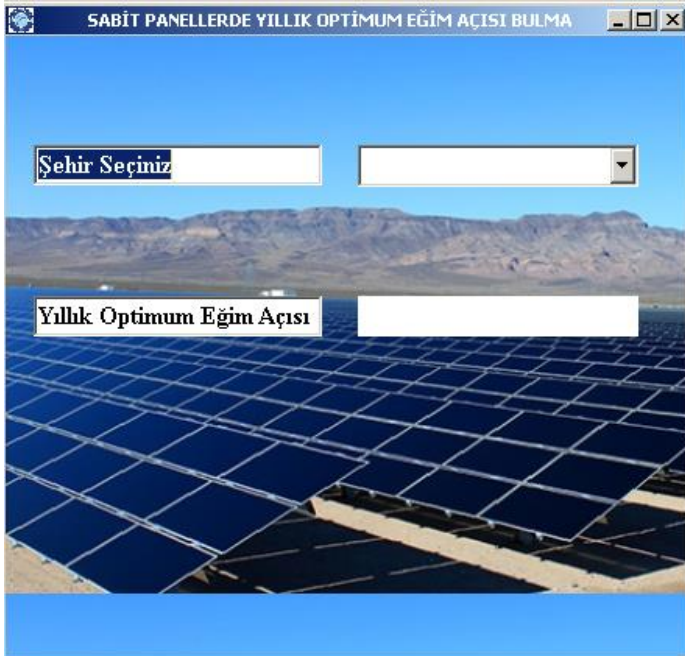 SABİT PANELLERDE YILLIK OPTİMUM EĞİM AÇISI BULMA
Şehir Seçiniz
Yıllık Optimum Eğim Açısı